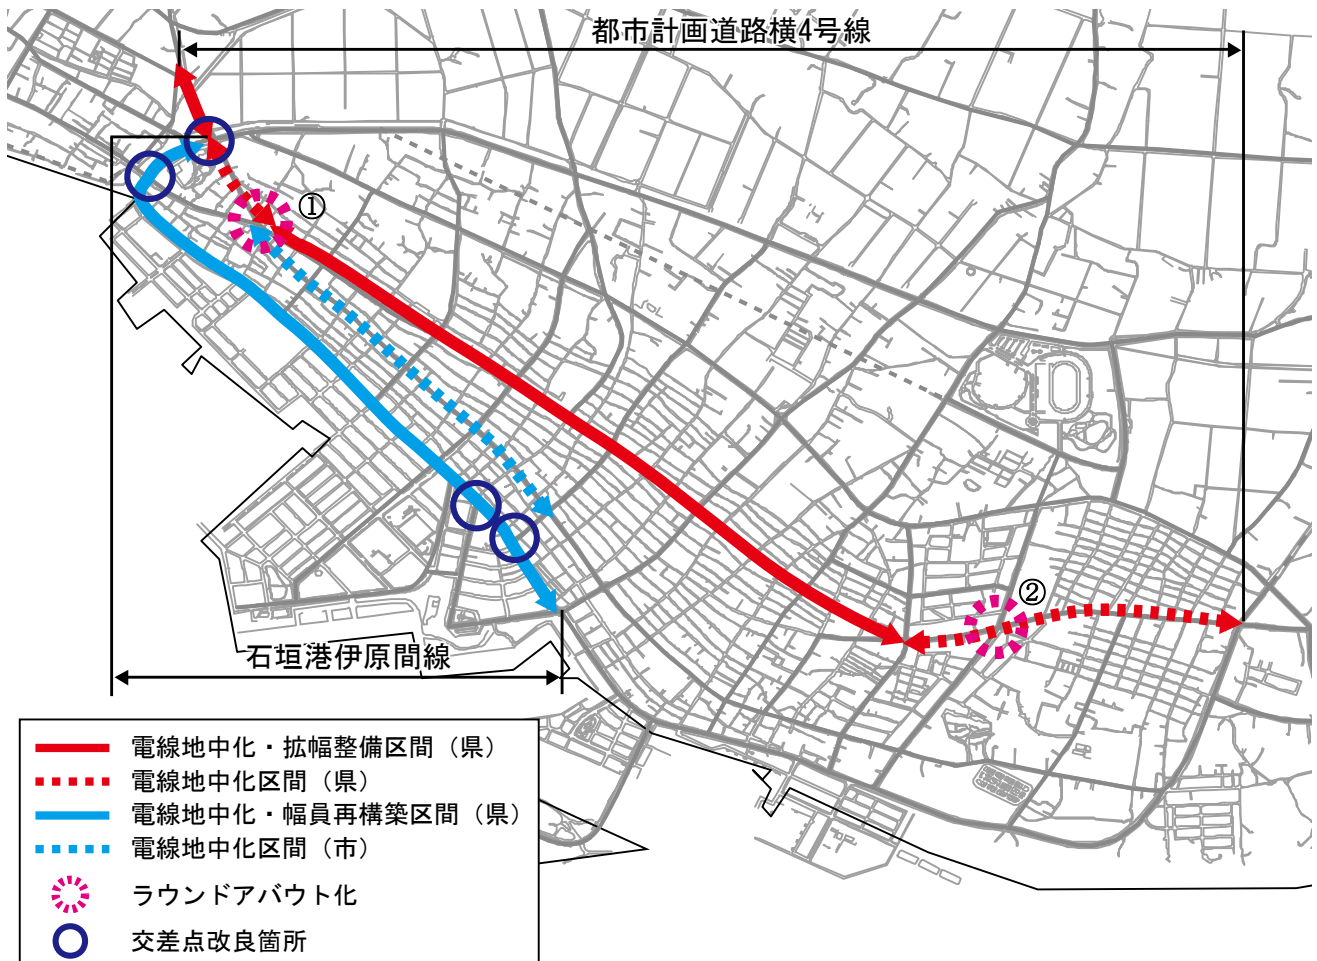 都市計画道路横4号線
①
②
石垣港伊原間線
電線地中化・拡幅整備区間（県）
電線地中化区間（県）
電線地中化・幅員再構築区間（県）
電線地中化区間（市）
ラウンドアバウト化
交差点改良箇所